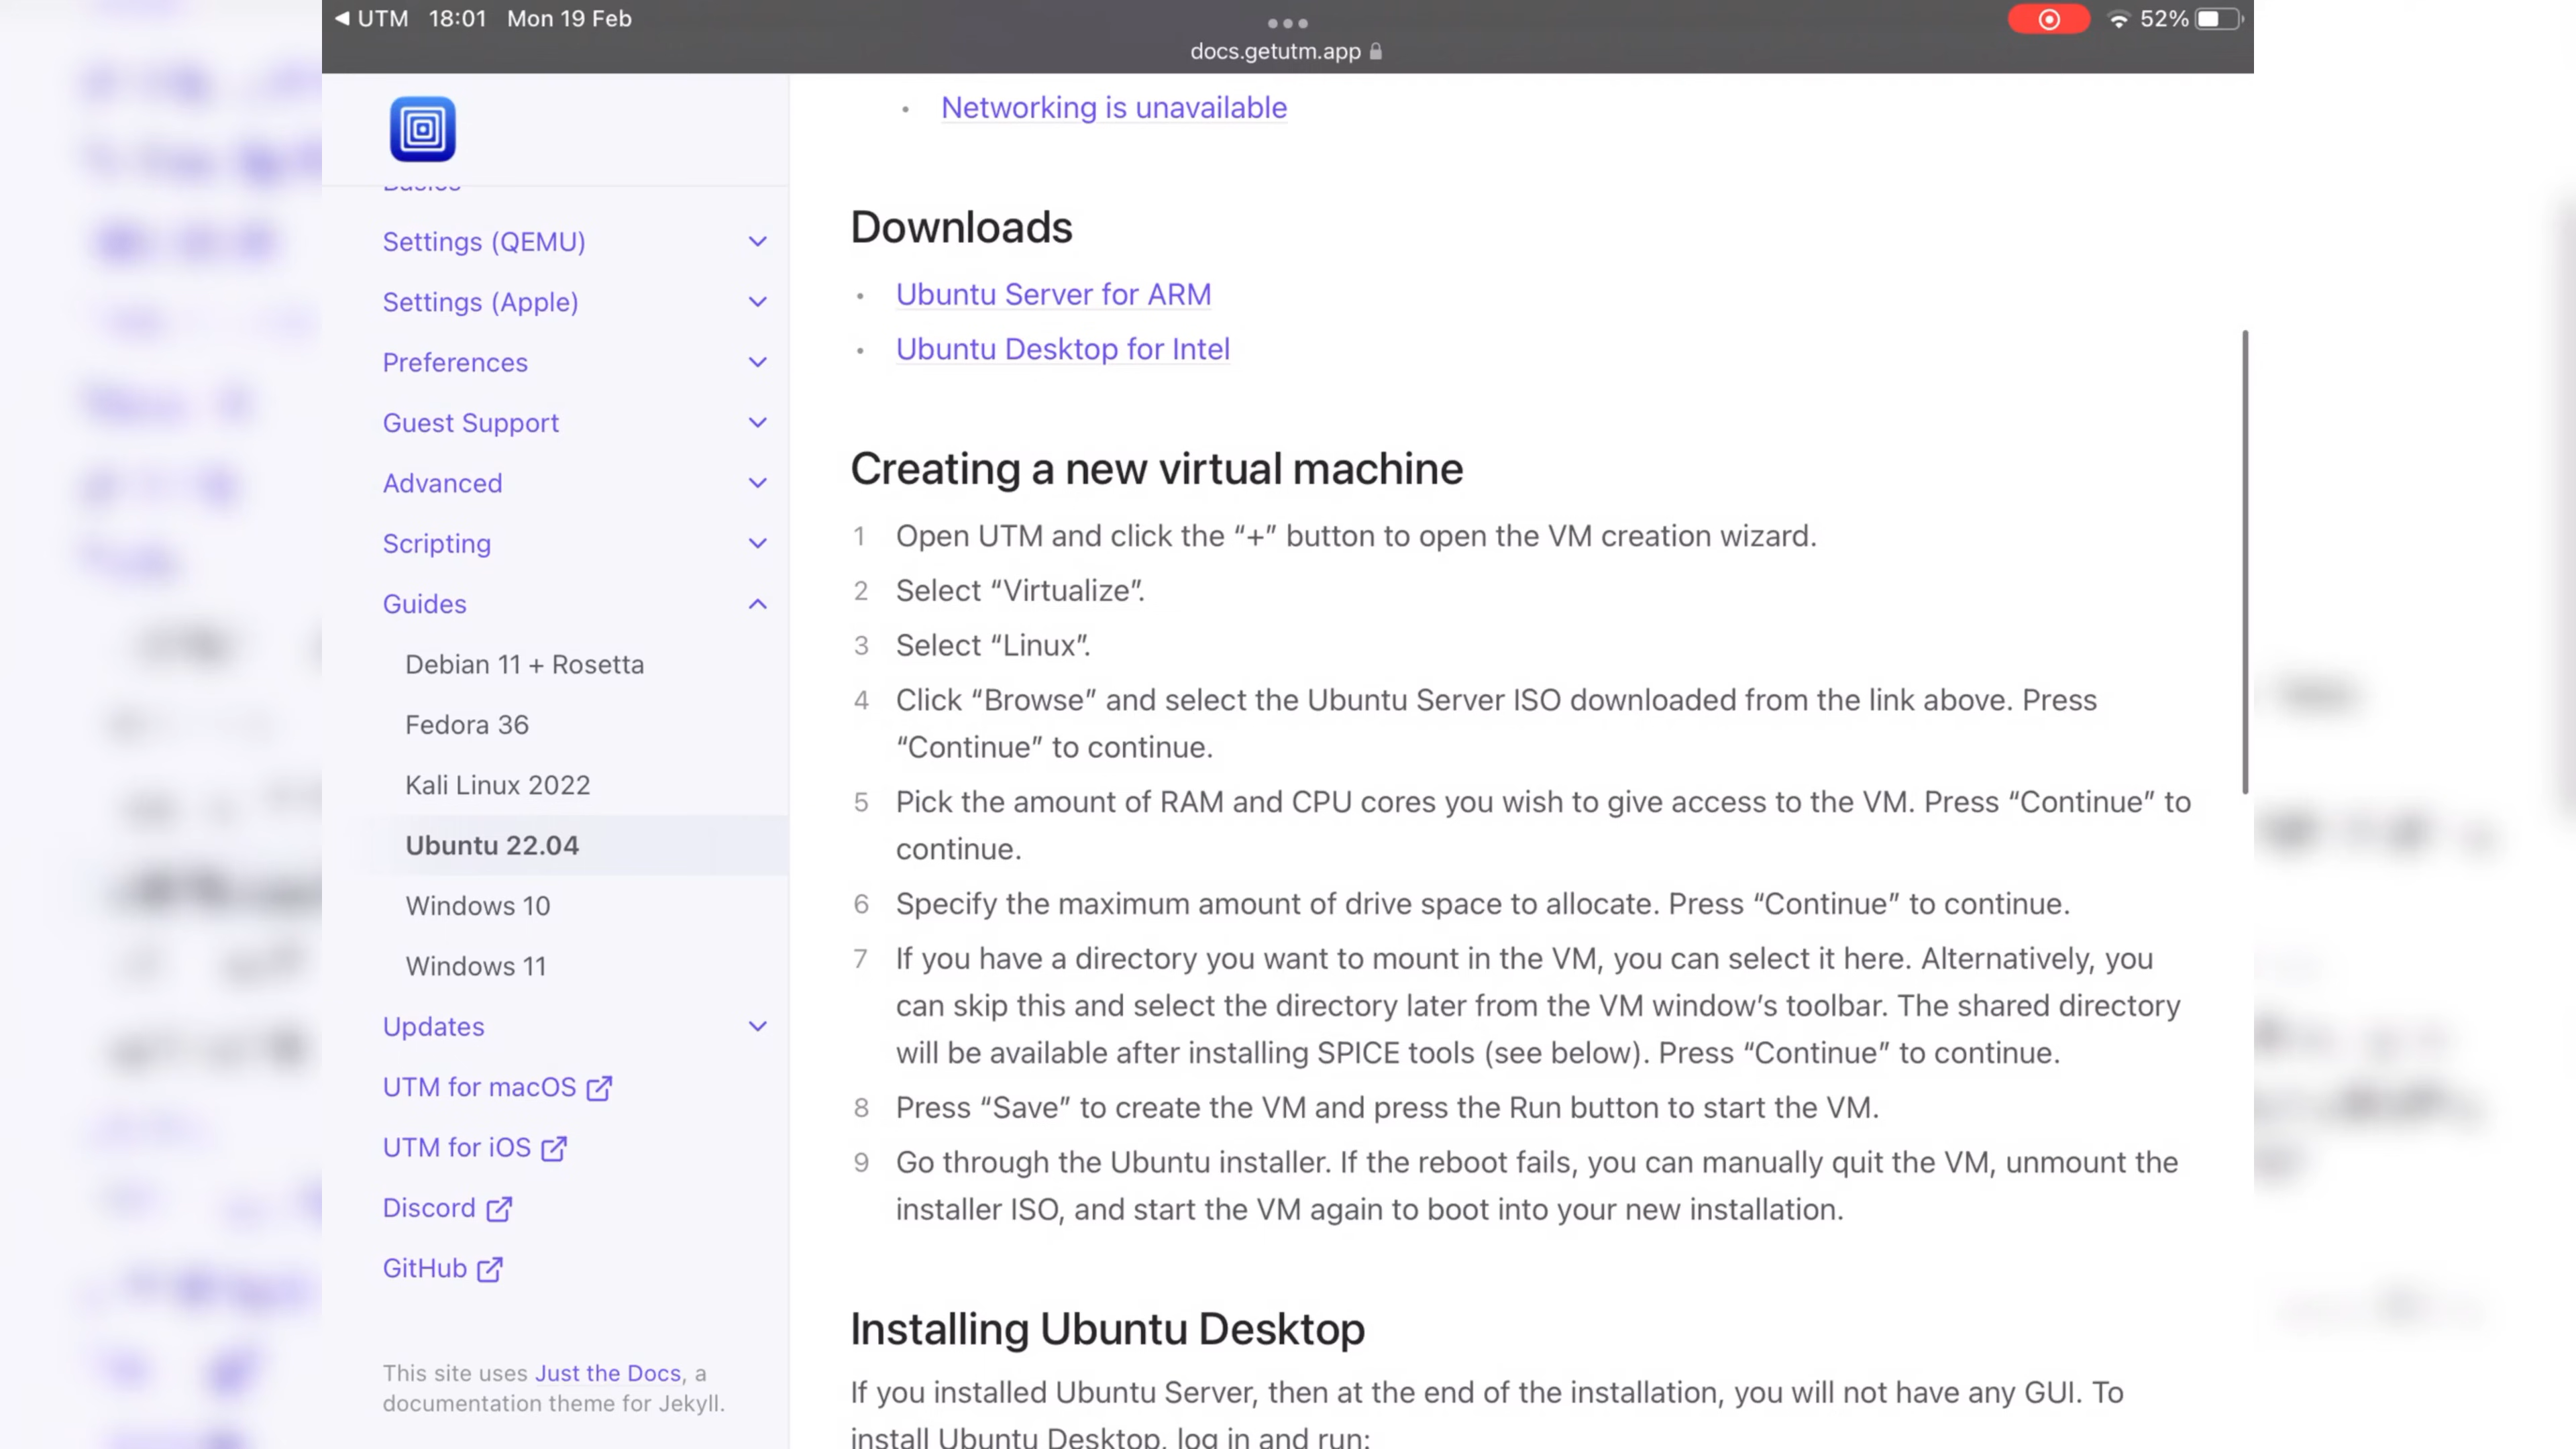 ◀ UTM 18:01 Mon 19 Feb
52%
docs.getutm.app
Networking is unavailable
Settings (QEMU)
Settings (Apple)
Preferences
Guest Support
Advanced
Scripting
Guides
Debian 11 + Rosetta
Fedora 36
Kali Linux 2022
Ubuntu 22.04
Windows 10
Windows 11
Updates
UTM for macOS
UTM for iOS
Discord
GitHub
This site uses Just the Docs, a
documentation theme for Jekyll.
Downloads
• Ubuntu Server for ARM
• Ubuntu Desktop for Intel
Creating a new virtual machine
1 Open UTM and click the “+” button to open the VM creation wizard.
2 Select “Virtualize”.
3 Select “Linux”.
4 Click “Browse” and select the Ubuntu Server ISO downloaded from the link above. Press
“Continue” to continue.
5 Pick the amount of RAM and CPU cores you wish to give access to the VM. Press “Continue” to
continue.
6 Specify the maximum amount of drive space to allocate. Press “Continue” to continue.
7 If you have a directory you want to mount in the VM, you can select it here. Alternatively, you
can skip this and select the directory later from the VM window’s toolbar. The shared directory
will be available after installing SPICE tools (see below). Press “Continue” to continue.
8 Press “Save” to create the VM and press the Run button to start the VM.
9 Go through the Ubuntu installer. If the reboot fails, you can manually quit the VM, unmount the
installer ISO, and start the VM again to boot into your new installation.
Installing Ubuntu Desktop
If you installed Ubuntu Server, then at the end of the installation, you will not have any GUI. To
install Ubuntu Desktop, log in and run: